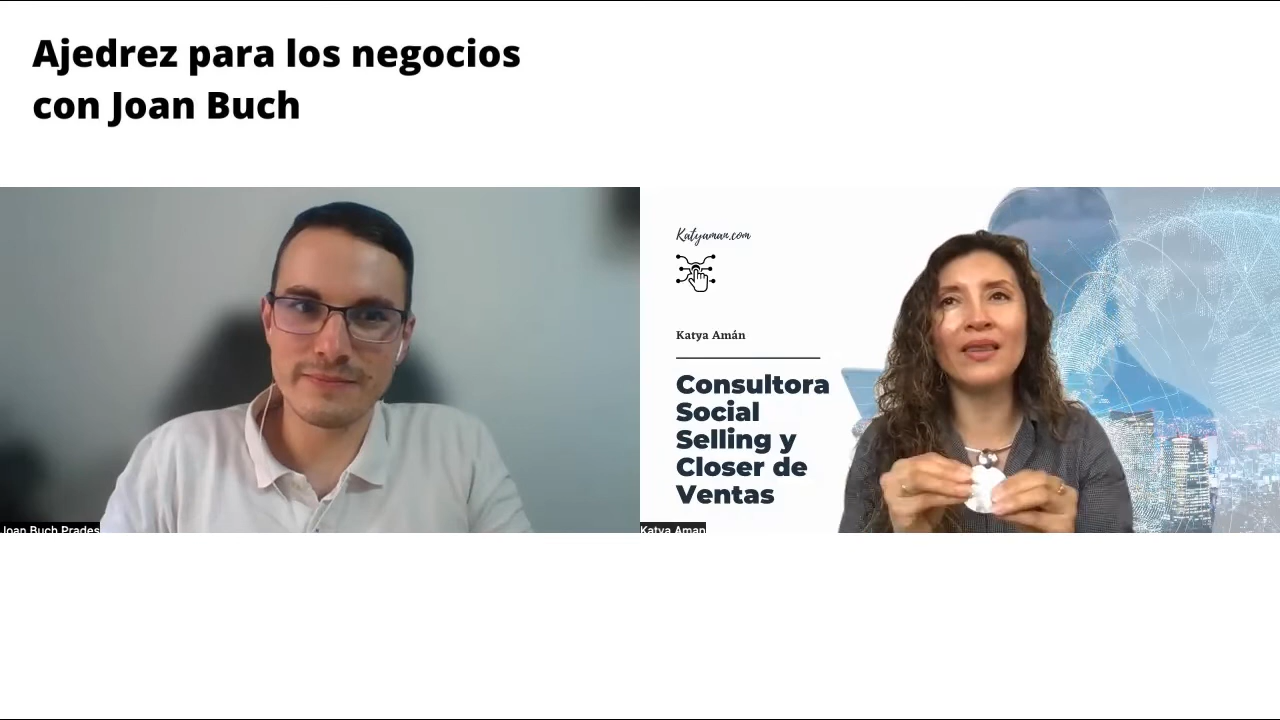 Ajedrez para los negocios
con Joan Buch
Katyaman.com
Katya Amán
Consultora
Social
Selling y
Closer de
Ventas
Joan Buch Prades
Katya Aman